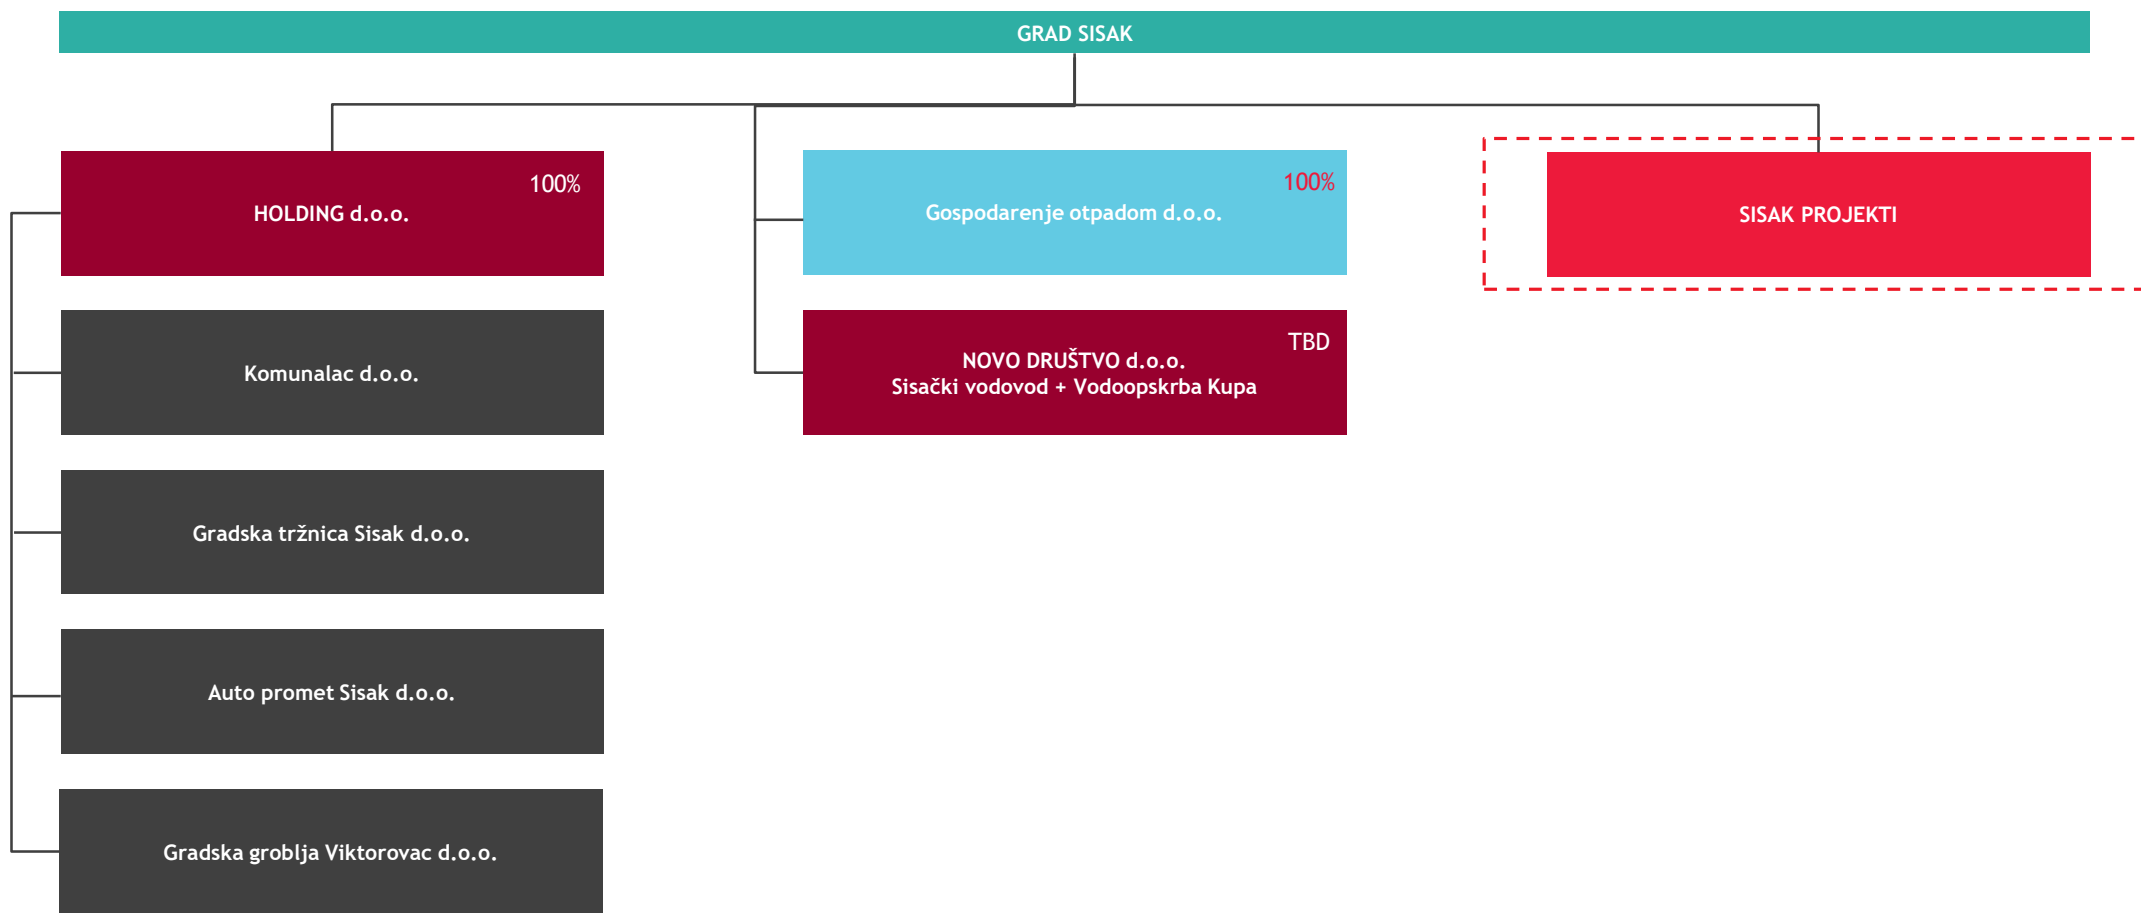 GRAD SISAK
100%
HOLDING d.o.o.
Komunalac d.o.o.
Gradska tržnica Sisak d.o.o.
Auto promet Sisak d.o.o.
Gradska groblja Viktorovac d.o.o.
100%
Gospodarenje otpadom d.o.o.
TBD
NOVO DRUŠTVO d.o.o.
Sisački vodovod + Vodoopskrba Kupa
SISAK PROJEKTI